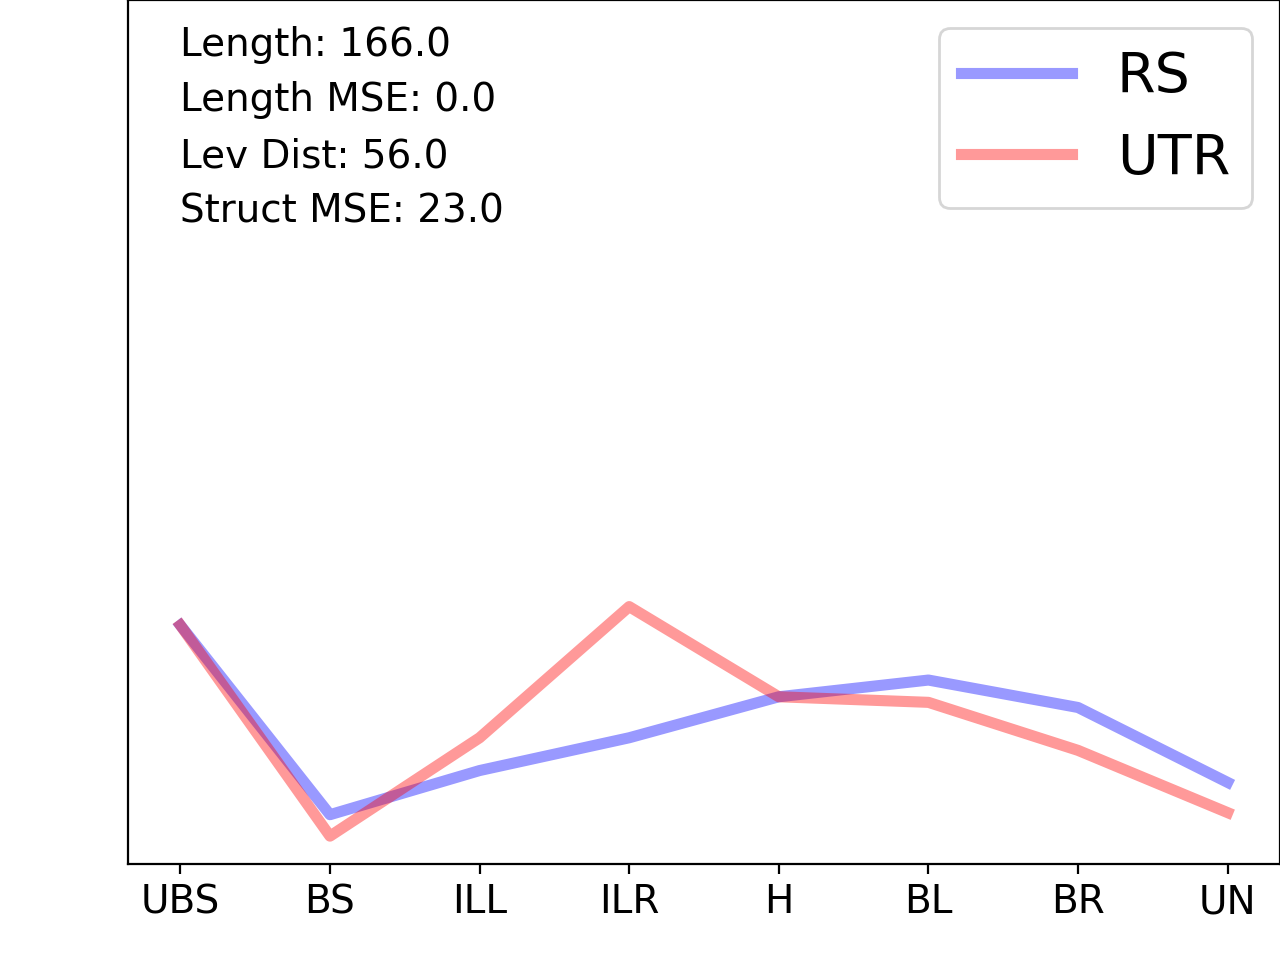 Length: 166.0
Length MSE: 0.0
Lev Dist: 56.0
Struct MSE: 23.0
RS
UTR
UBS BS ILL ILR H BL BR UN